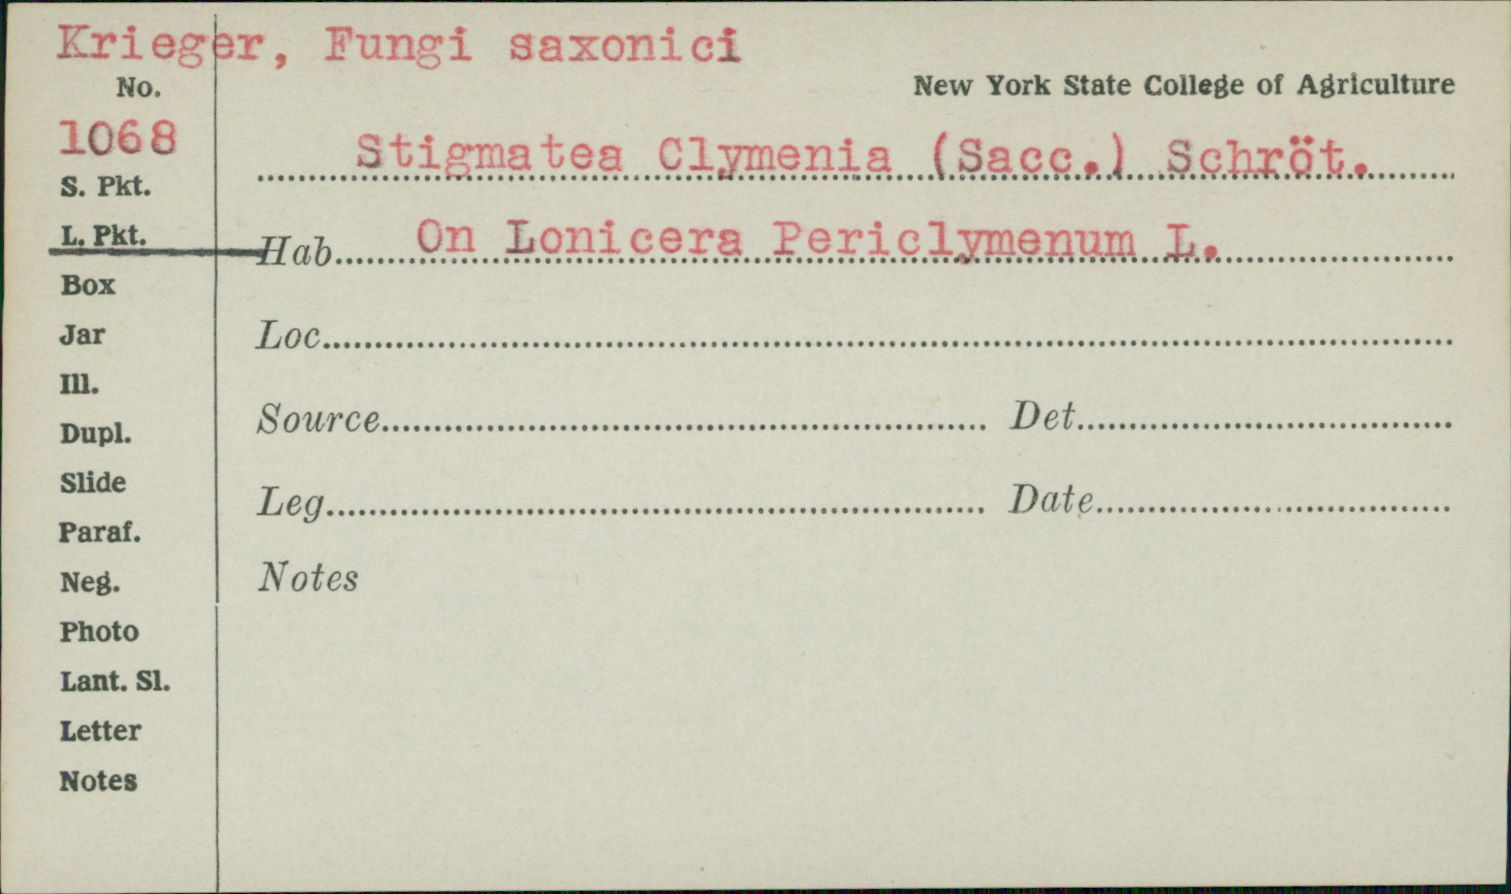 Krieger, Fungi saxonici
No.
New York State College of Agriculture
1068
Stigmatea Clymenia (Sacc.) Schröt.
S. Pkt.
L. Pkt.
Hab. On Lonicera Periclymenum L.
Box
Jar
Loc.
Ill.
Source
Det.
Dupl.
Slide
Leg.
Date
Paraf.
Neg.
Notes
Photo
Lant. Sl.
Letter
Notes